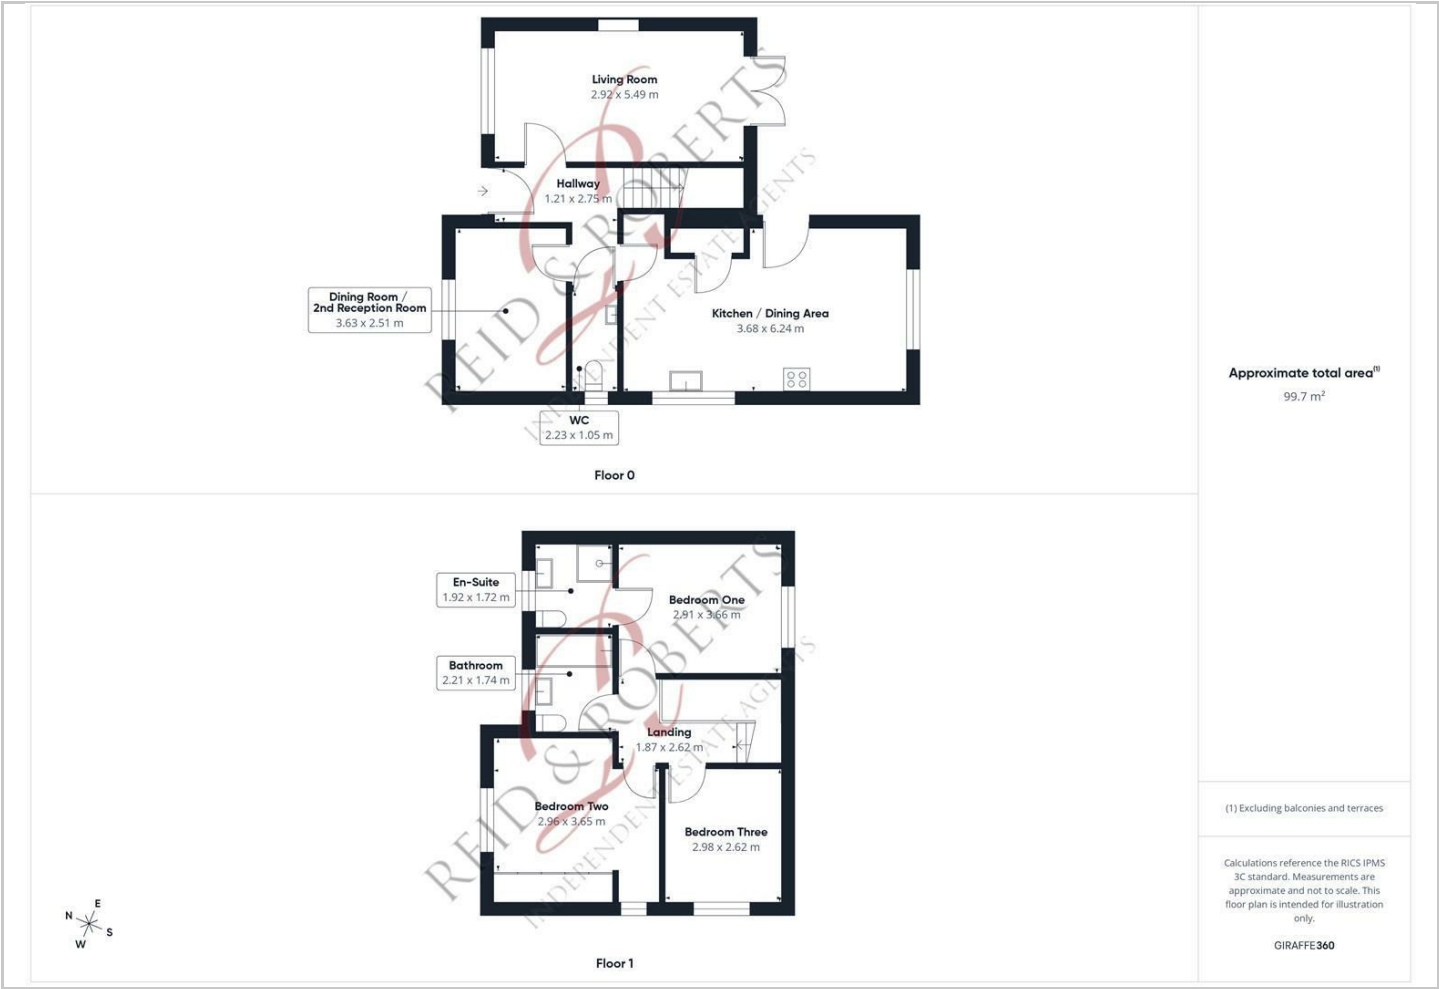 Living Room
2.92 x 5.49 m
Hallway
1.21 x 2.75 m
Dining Room /
2nd Reception Room
3.63 x 2.51 m
Kitchen / Dining Area
3.68 x 6.24 m
WC
2.23 x 1.05 m
REID & ROBERTS
INDEPENDENT ESTATE AGENTS
Floor 0
Approximate total area(1)
99.7 m²
En-Suite
1.92 x 1.72 m
Bedroom One
2.91 x 3.66 m
Bathroom
2.21 x 1.74 m
Landing
1.87 x 2.62 m
Bedroom Two
2.96 x 3.65 m
Bedroom Three
2.98 x 2.62 m
REID & ROBERTS
INDEPENDENT ESTATE AGENTS
N
E
S
W
Floor 1
(1) Excluding balconies and terraces
Calculations reference the RICS IPMS
3C standard. Measurements are
approximate and not to scale. This
floor plan is intended for illustration
only.
GIRAFFE360